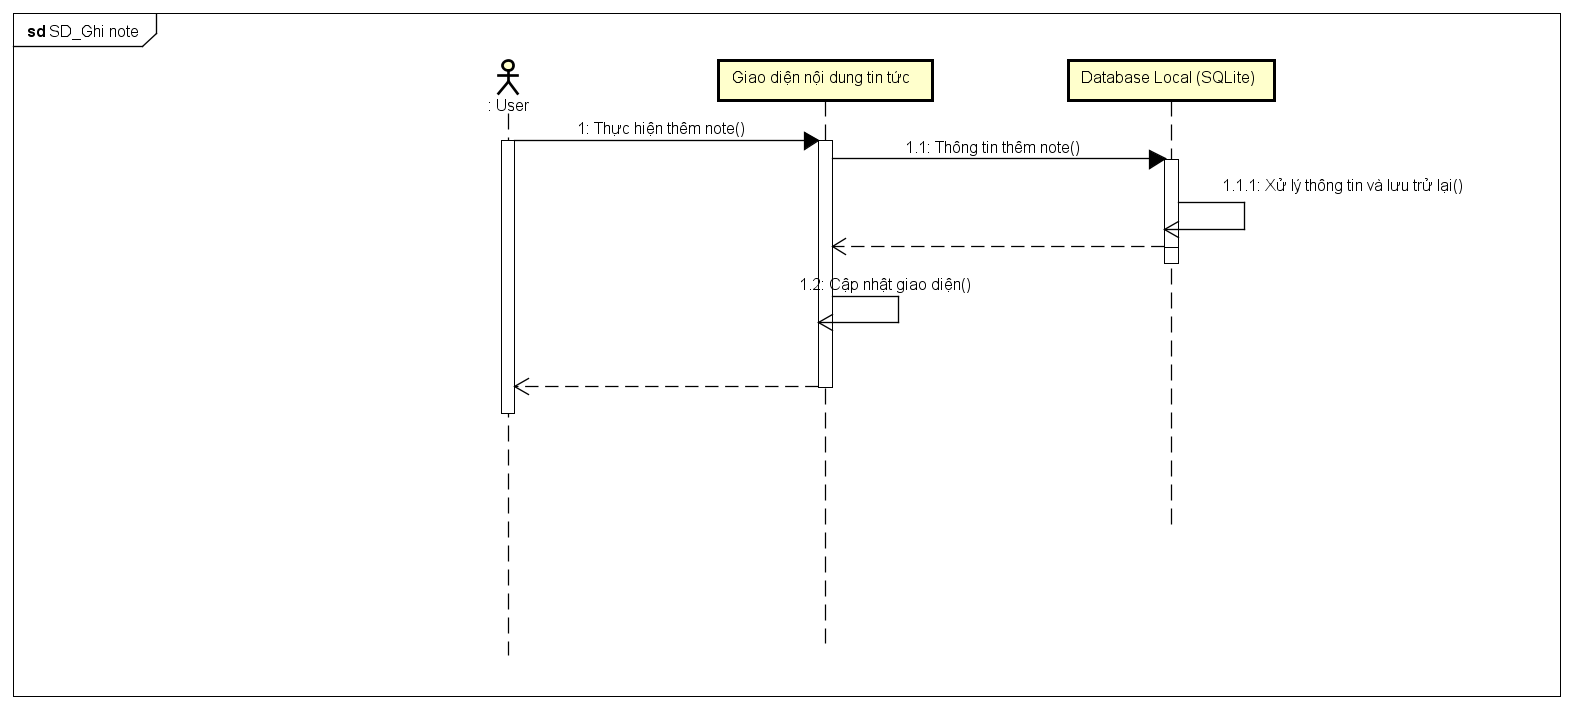 sd SD_Ghi note
: User
Giao diện nội dung tin tức
Database Local (SQLite)
1: Thực hiện thêm note()
1.1: Thông tin thêm note()
1.1.1: Xử lý thông tin và lưu trử lại()
1.2: Cập nhật giao diện()